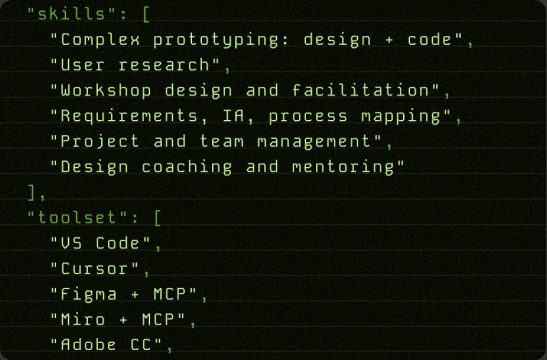 "skills": [
"Complex prototyping: design + code",
"User research",
"Workshop design and facilitation",
"Requirements, IA, process mapping",
"Project and team management",
"Design coaching and mentoring"
],
"toolset": [
"VS Code",
"Cursor",
"Figma + MCP",
"Miro + MCP",
"Adobe CC",